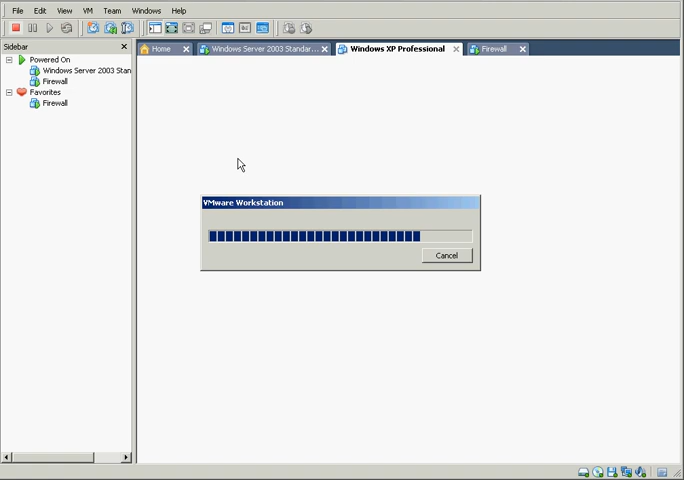 File Edit View VM Team Windows Help
Sidebar
Home
Windows Server 2003 Standar...
Windows XP Professional
Firewall
Powered On
Windows Server 2003 Stan
Firewall
Favorites
Firewall
VMware Workstation
Cancel